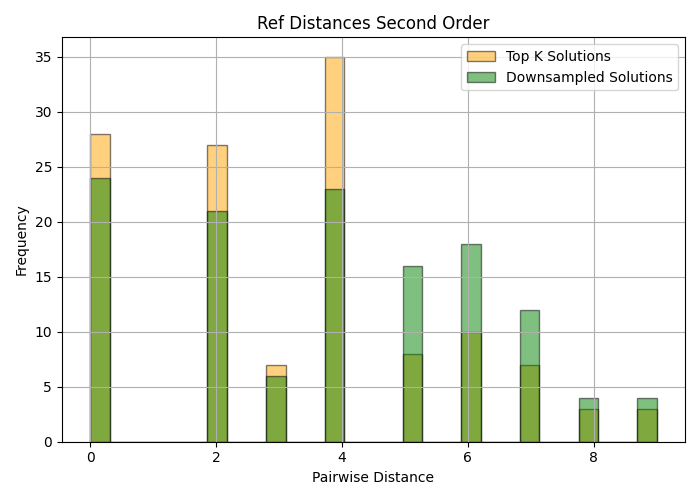 Ref Distances Second Order
Top K Solutions
Downsampled Solutions
Frequency
35
30
25
20
15
10
5
0
0 2 4 6 8
Pairwise Distance